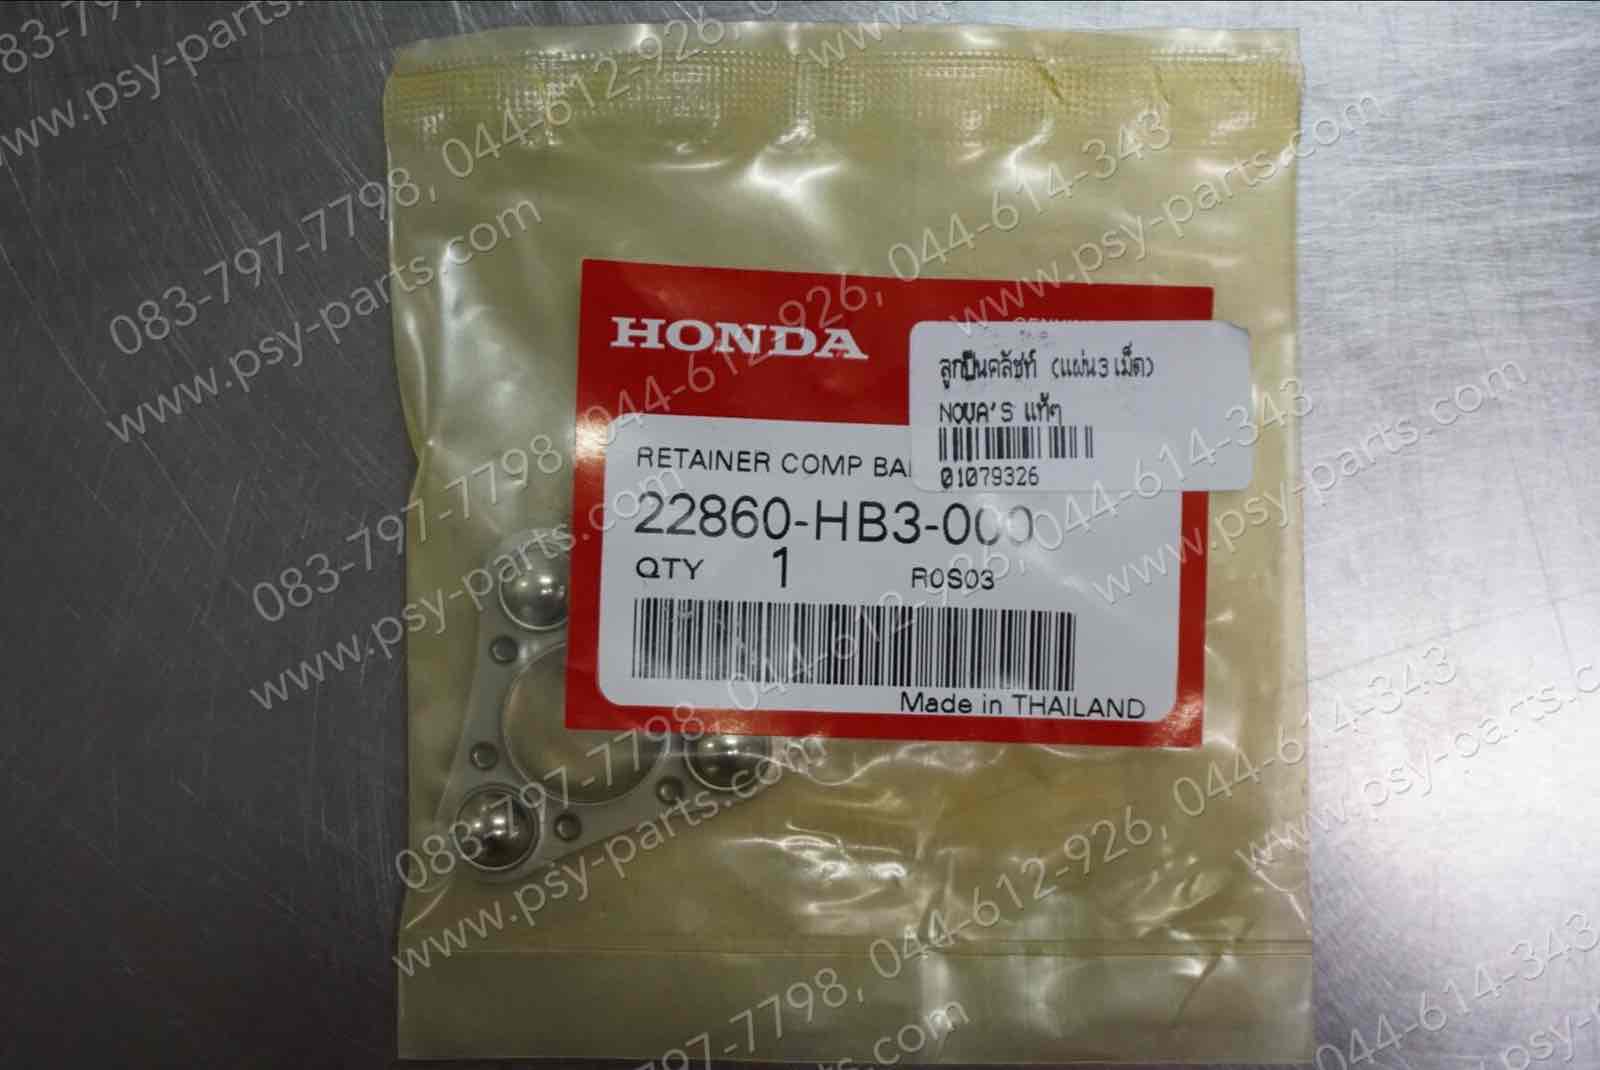 HONDA
ลูกปืนคลัชท์ (แผ่น3 เม็ด)
NOVA'S แท้ๆ
01079326
RETAINER COMP
22860-HB3-000
QTY 1 R0S03
Made in THAILAND
083-797-7798, 044-612-926, 044-614-343
www.psy-parts.com